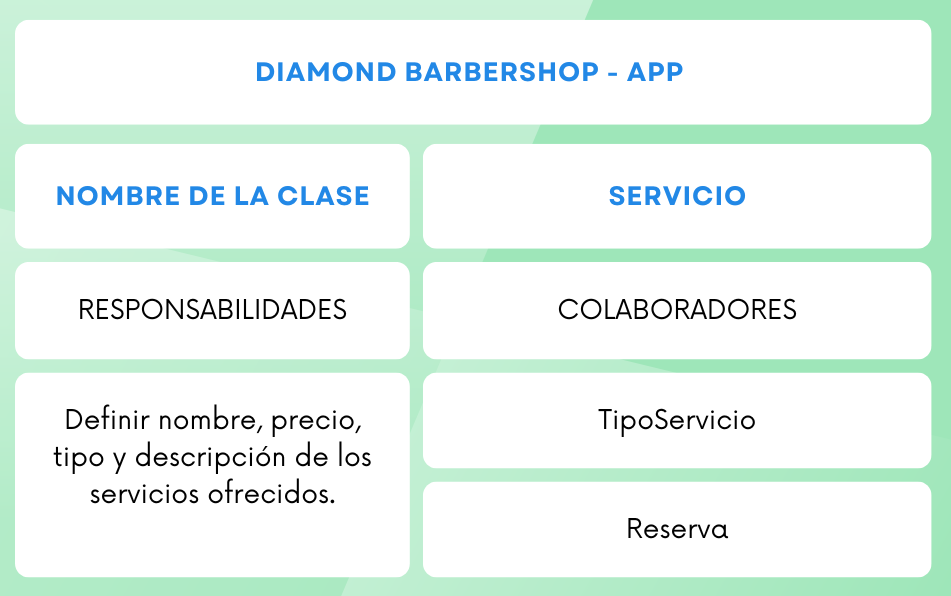 DIAMOND BARBERSHOP - APP
NOMBRE DE LA CLASE
SERVICIO
RESPONSABILIDADES
COLABORADORES
Definir nombre, precio,
tipo y descripción de los
servicios ofrecidos.
TipoServicio
Reserva